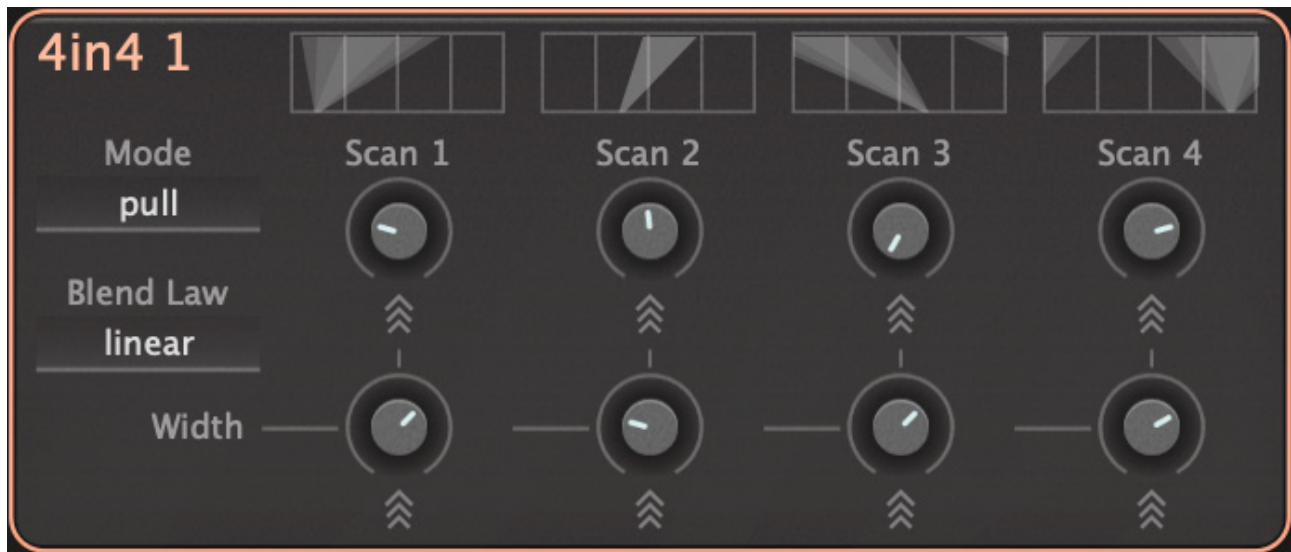 4in4 1
Mode
pull
Blend Law
linear
Scan 1
Scan 2
Scan 3
Scan 4
Width